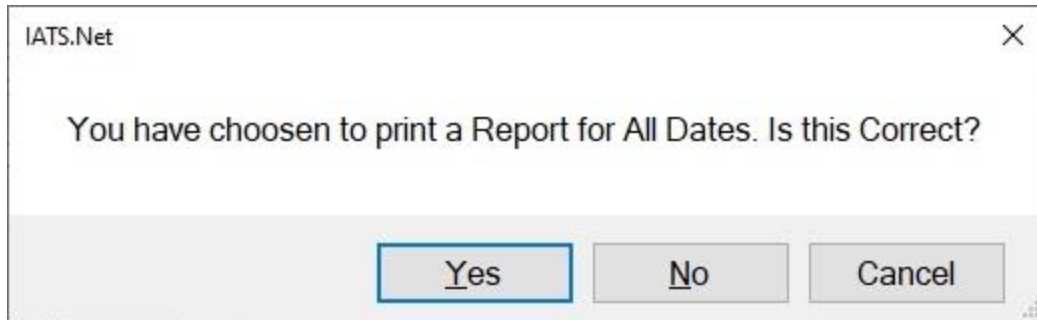 IATS.Net
You have choosen to print a Report for All Dates. Is this Correct?
Yes
No
Cancel